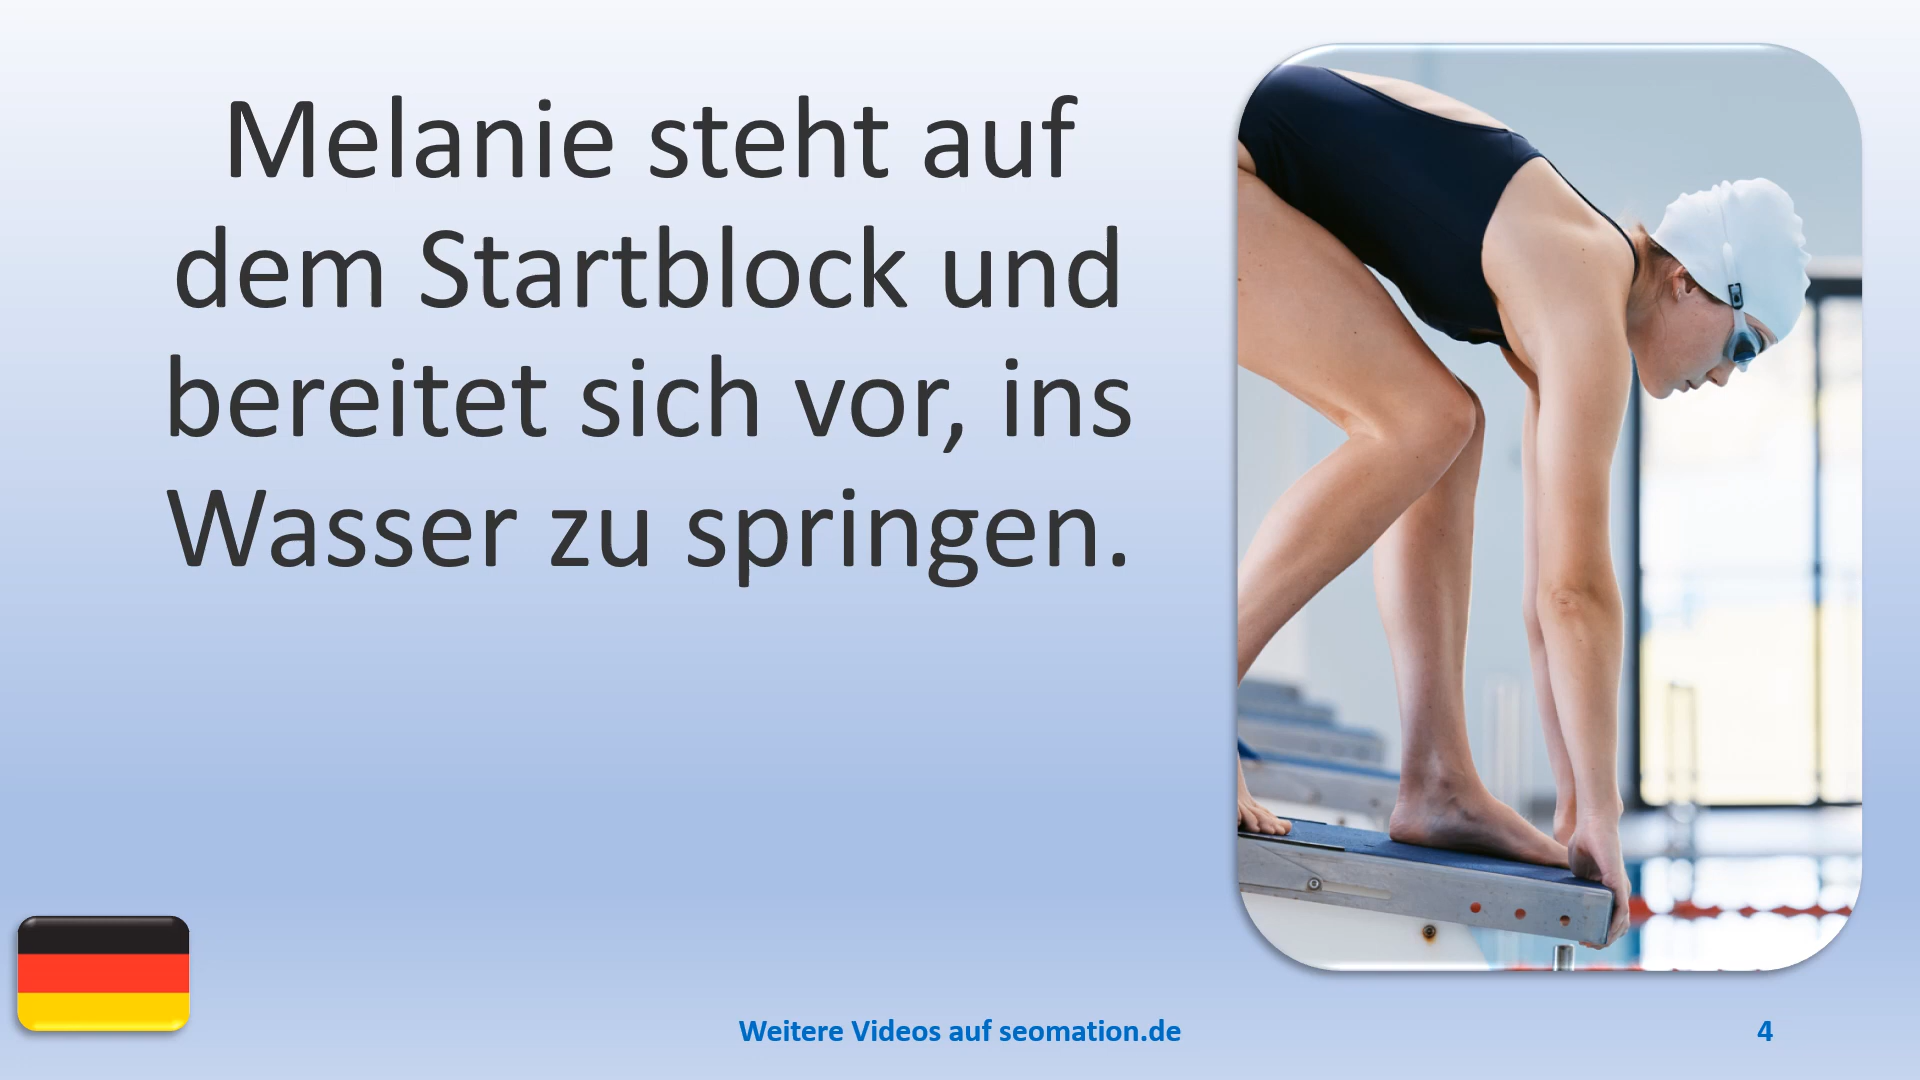 Melanie steht auf
dem Startblock und
bereitet sich vor, ins
Wasser zu springen.
Weitere Videos auf seomation.de
4